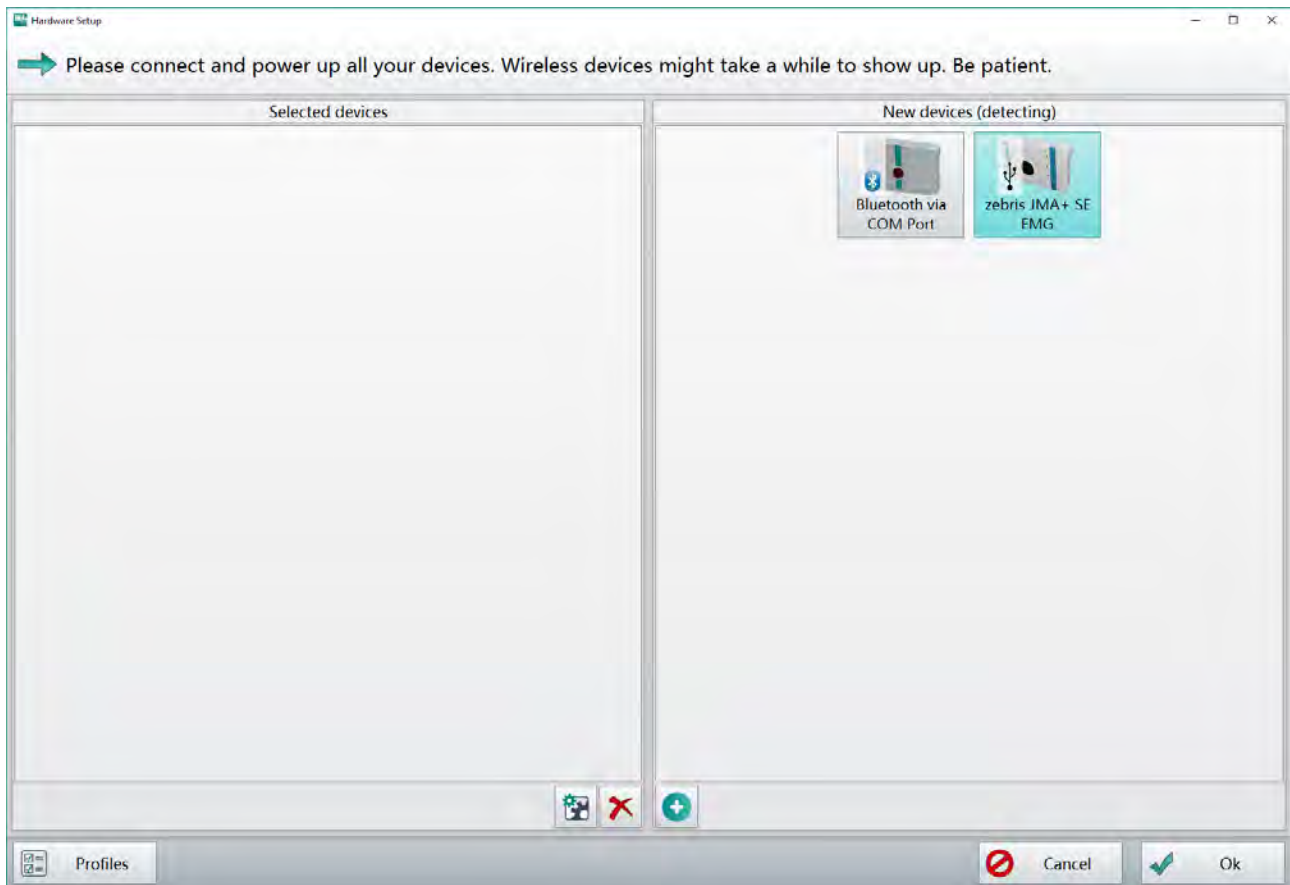 Hardware Setup
Please connect and power up all your devices. Wireless devices might take a while to show up. Be patient.
Selected devices
New devices (detecting)
Bluetooth via
COM Port
zebris JMA+ SE
EMG
Profiles
Cancel
Ok